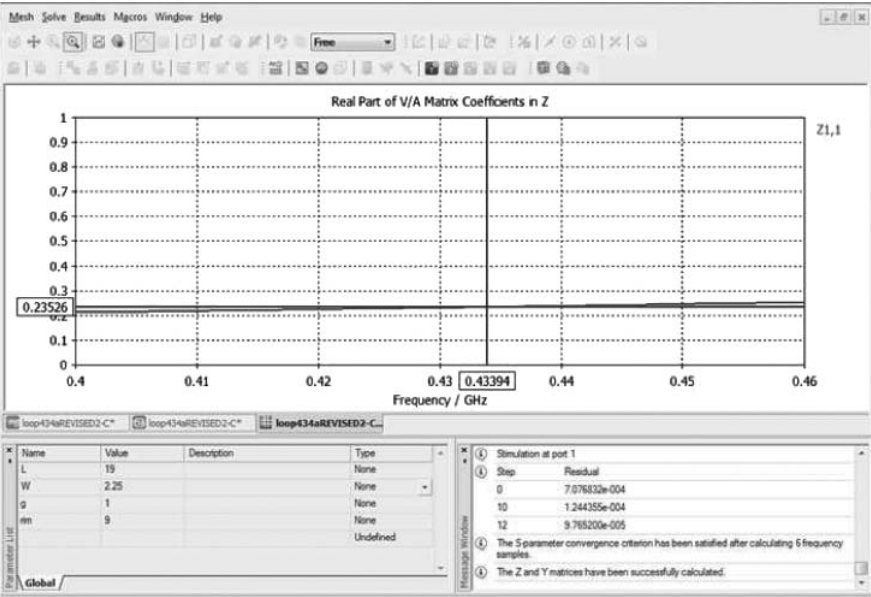 Mesh Solve Results Macros Window Help
Free
Real Part of V/A Matrix Coefficients in Z
Z1,1
1
0.9
0.8
0.7
0.6
0.5
0.4
0.3
0.23526
0.2
0.1
0
0.4 0.41 0.42 0.43 0.43394 0.44 0.45 0.46
Frequency / GHz
loop434aREVISED2-C* loop434aREVISED2-C* loop434aREVISED2-C...
Name Value Description Type
L 19 None
W 2.25 None
g 1 None
rim 9 None
Undefined
Parameter List
Global
Message Window
Stimulation at port 1
Step Residual
0 7.076832e-004
10 1.244355e-004
12 9.765200e-005
The S-parameter convergence criterion has been satisfied after calculating 6 frequency
samples.
The Z and Y matrices have been successfully calculated.